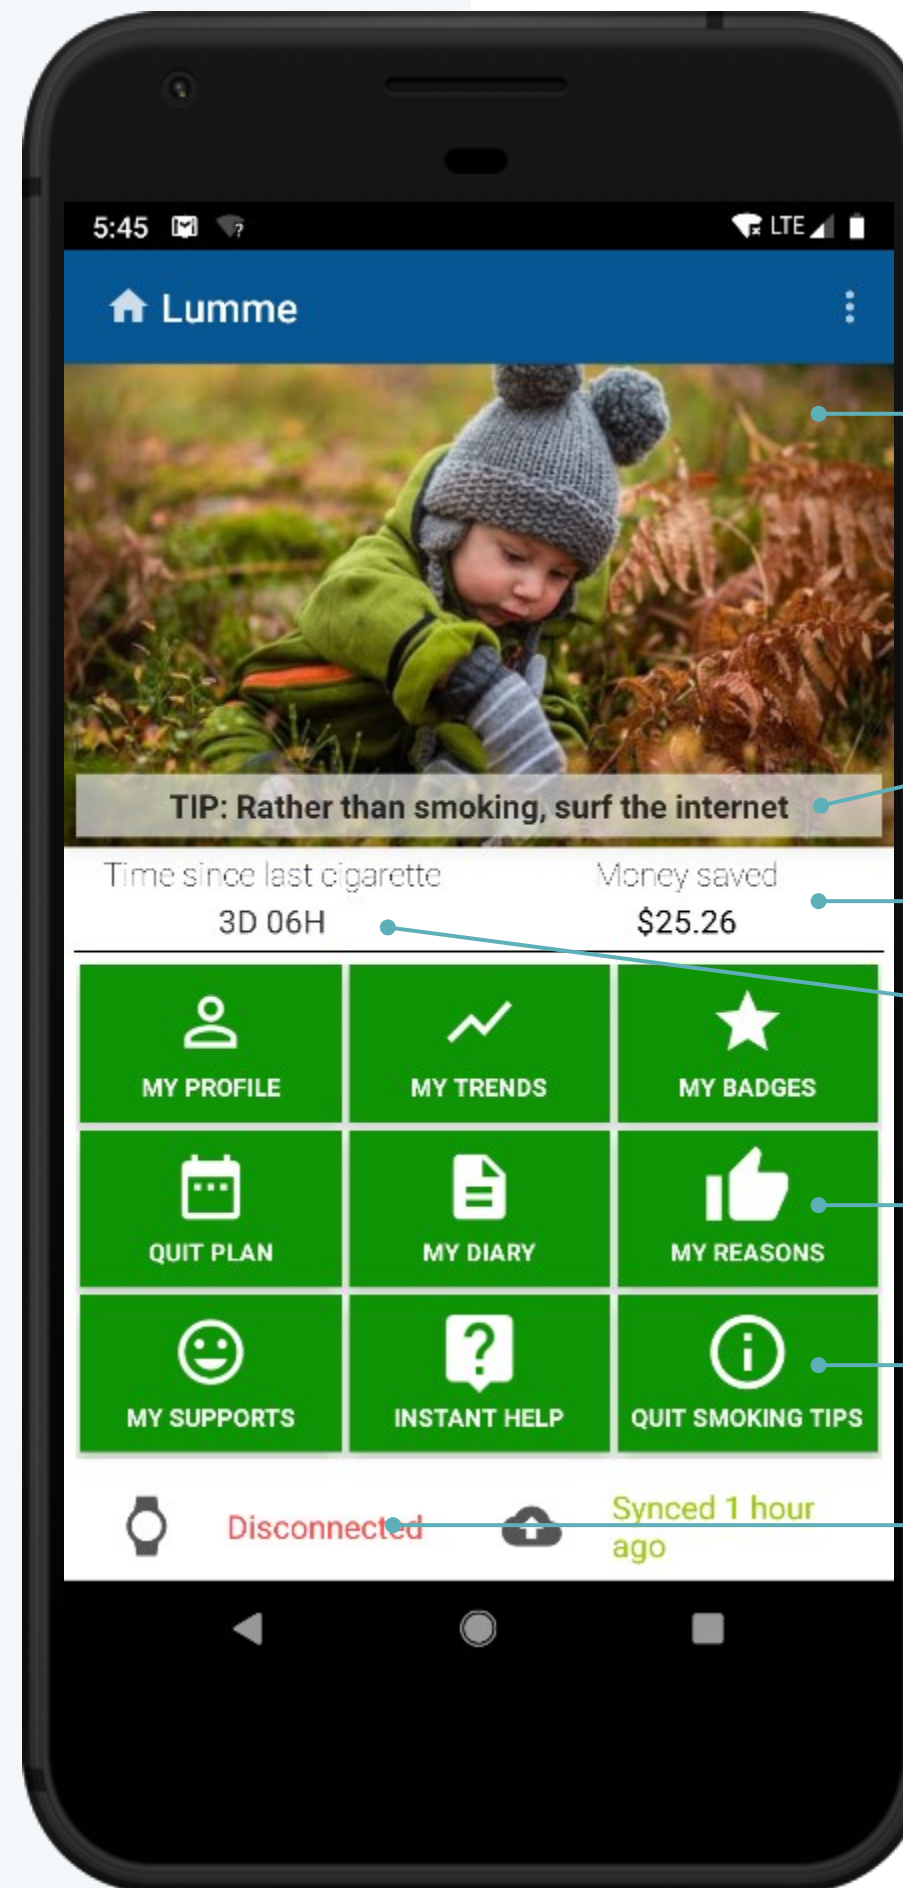 5:45
LTE
Lumme
TIP: Rather than smoking, surf the internet
Time since last cigarette
Money saved
3D 06H
$25.26
MY PROFILE
MY TRENDS
MY BADGES
QUIT PLAN
MY DIARY
MY REASONS
MY SUPPORTS
INSTANT HELP
QUIT SMOKING TIPS
Disconnected
Synced 1 hour
ago